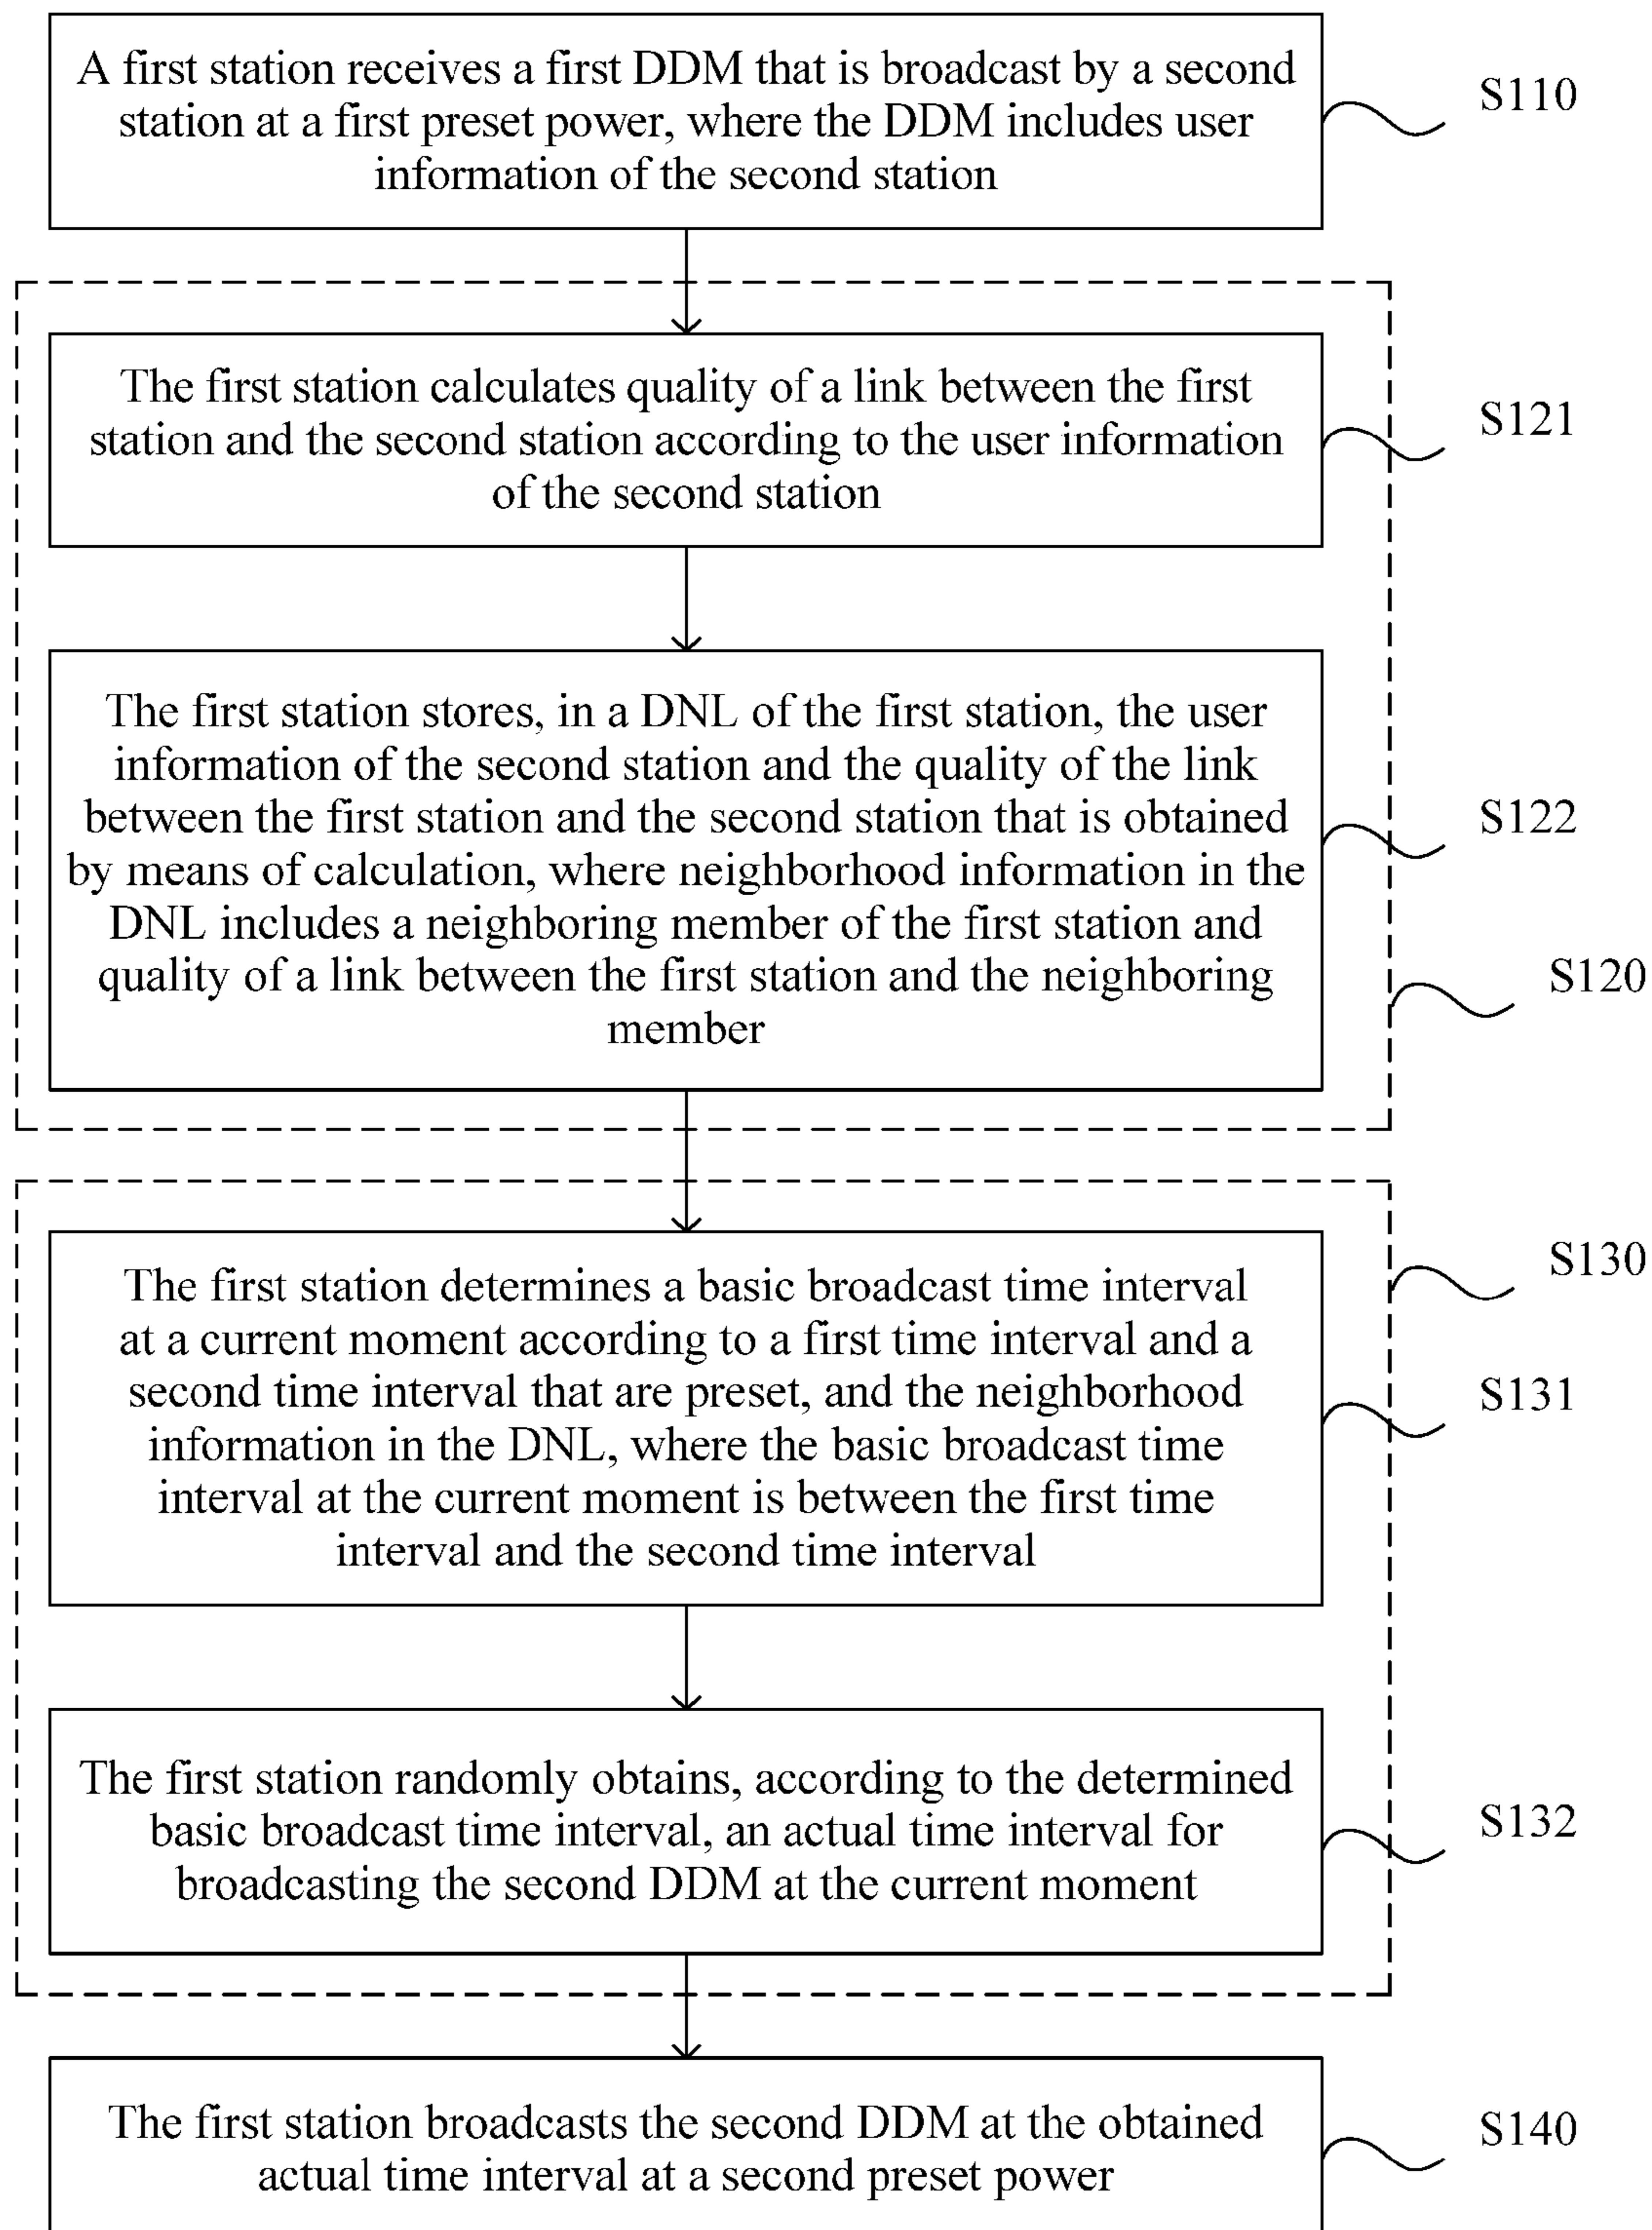 A first station receives a first DDM that is broadcast by a second
station at a first preset power, where the DDM includes user
information of the second station
S110
The first station calculates quality of a link between the first
station and the second station according to the user information
of the second station
S121
The first station stores, in a DNL of the first station, the user
information of the second station and the quality of the link
between the first station and the second station that is obtained
by means of calculation, where neighborhood information in the
DNL includes a neighboring member of the first station and
quality of a link between the first station and the neighboring
member
S122
S120
S130
The first station determines a basic broadcast time interval
at a current moment according to a first time interval and a
second time interval that are preset, and the neighborhood
information in the DNL, where the basic broadcast time
interval at the current moment is between the first time
interval and the second time interval
S131
The first station randomly obtains, according to the determined
basic broadcast time interval, an actual time interval for
broadcasting the second DDM at the current moment
S132
The first station broadcasts the second DDM at the obtained
actual time interval at a second preset power
S140